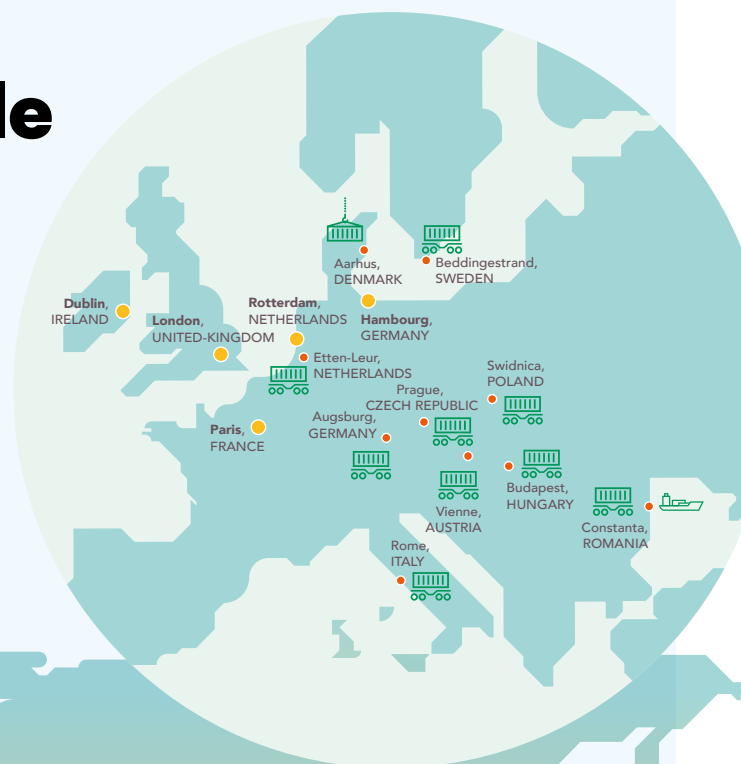 le
Aarhus,
DENMARK
Beddingestrand,
SWEDEN
Dublin,
IRELAND
London,
UNITED-KINGDOM
Rotterdam,
NETHERLANDS
Hambourg,
GERMANY
Etten-Leur,
NETHERLANDS
Swidnica,
POLAND
Prague,
CZECH REPUBLIC
Augsburg,
GERMANY
Paris,
FRANCE
Budapest,
HUNGARY
Vienne,
AUSTRIA
Constanta,
ROMANIA
Rome,
ITALY